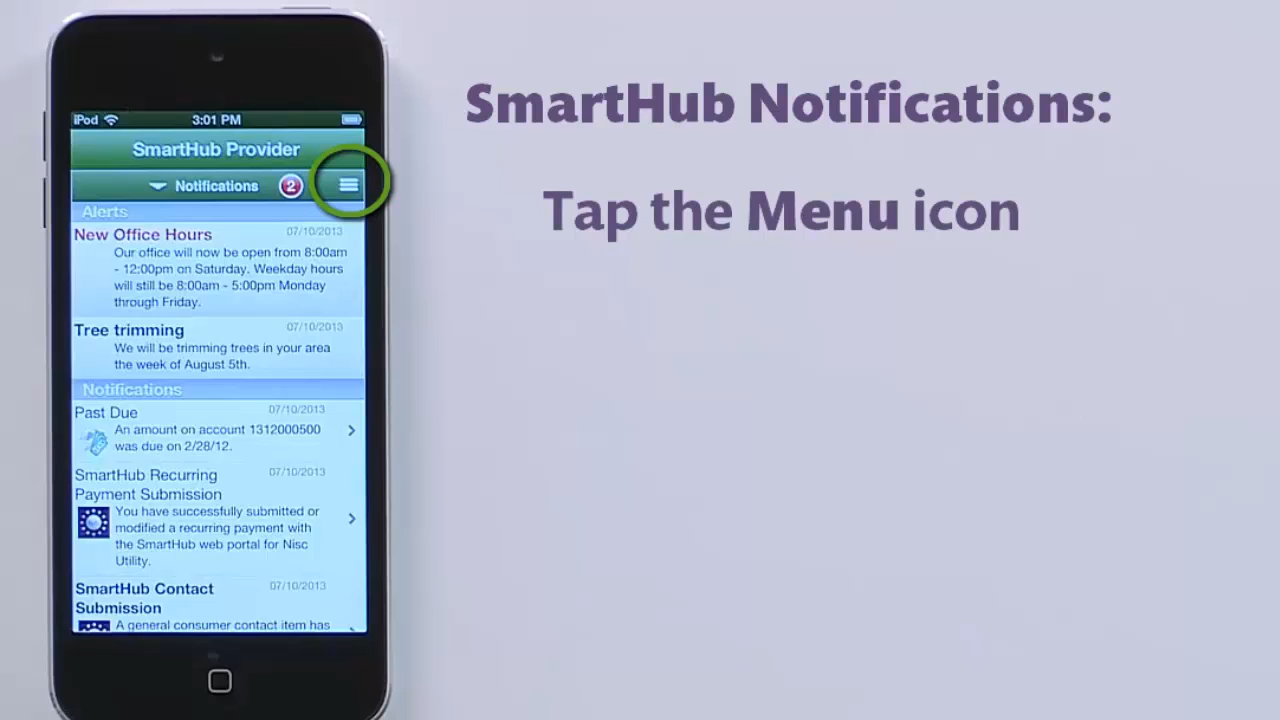 SmartHub Notifications:
Tap the Menu icon
iPod 3:01 PM
SmartHub Provider
Notifications 2
Alerts
New Office Hours 07/10/2013
Our office will now be open from 8:00am
- 12:00pm on Saturday. Weekday hours
will still be 8:00am - 5:00pm Monday
through Friday.
Tree trimming 07/10/2013
We will be trimming trees in your area
the week of August 5th.
Notifications
Past Due 07/10/2013
An amount on account 1312000500
was due on 2/28/12.
SmartHub Recurring 07/10/2013
Payment Submission
You have successfully submitted or
modified a recurring payment with
the SmartHub web portal for Nisc
Utility.
SmartHub Contact 07/10/2013
Submission
A general consumer contact item has